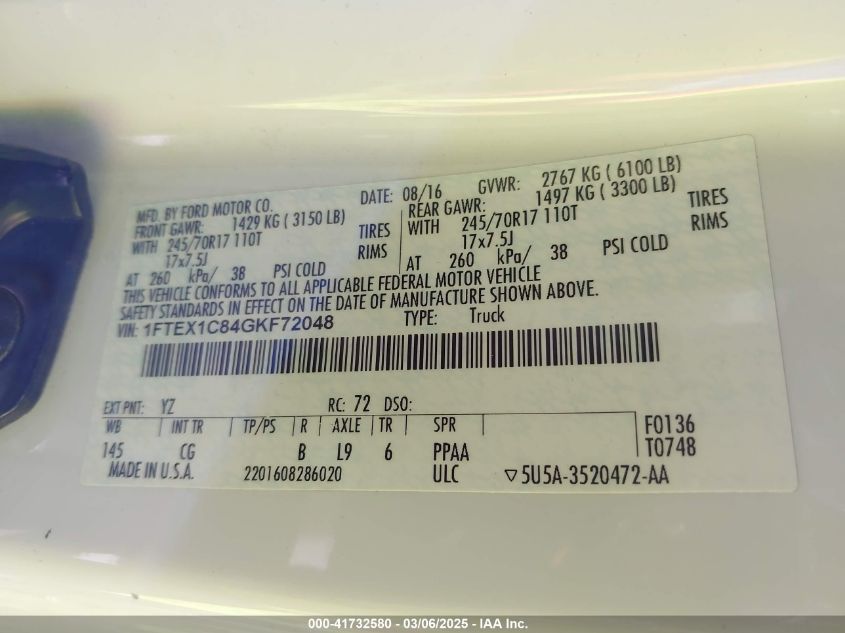 MFD. BY FORD MOTOR CO. DATE: 08/16 GVWR: 2767 KG ( 6100 LB)
FRONT GAWR: 1429 KG ( 3150 LB) REAR GAWR: 1497 KG ( 3300 LB)
WITH 245/70R17 110T TIRES WITH 245/70R17 110T TIRES
17x7.5J RIMS 17x7.5J RIMS
AT 260 kPa/ 38 PSI COLD AT 260 kPa/ 38 PSI COLD
THIS VEHICLE CONFORMS TO ALL APPLICABLE FEDERAL MOTOR VEHICLE
SAFETY STANDARDS IN EFFECT ON THE DATE OF MANUFACTURE SHOWN ABOVE.
VIN: 1FTEX1C84GKF72048 TYPE: Truck
EXT PNT: YZ RC: 72 DSO:
WB INT TR TP/PS R AXLE TR SPR F0136
145 CG B L9 6 PPAA T0748
MADE IN U.S.A. 2201608286020 ULC ▽5U5A-3520472-AA
000-41732580 - 03/06/2025 - IAA Inc.